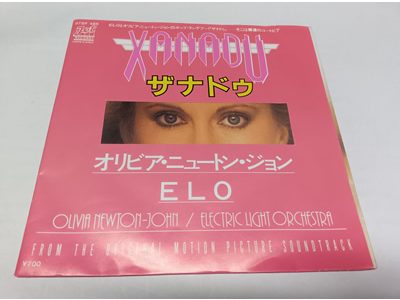 XANADU
ザナドゥ
オリビア・ニュートン・ジョン
ELO
OLIVIA NEWTON-JOHN / ELECTRIC LIGHT ORCHESTRA
FROM THE ORIGINAL MOTION PICTURE SOUNDTRACK
¥700